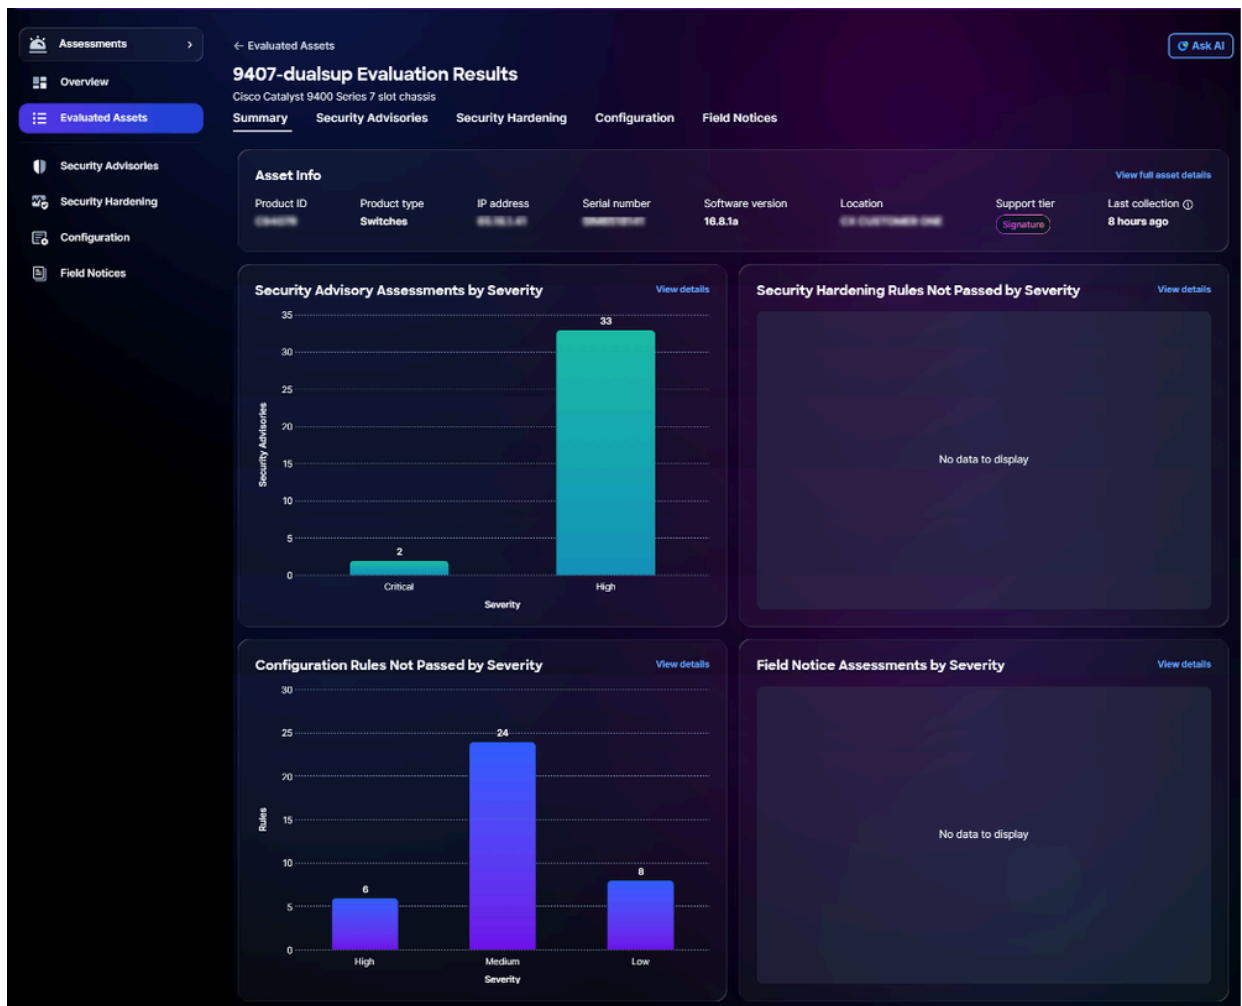 Assessments
Overview
Evaluated Assets
Security Advisories
Security Hardening
Configuration
Field Notices
← Evaluated Assets
Ask AI
9407-dualsup Evaluation Results
Cisco Catalyst 9400 Series 7 slot chassis
Summary Security Advisories Security Hardening Configuration Field Notices
Asset Info View full asset details
Product ID Product type IP address Serial number Software version Location Support tier Last collection
Switches 16.8.1a Signature 8 hours ago
Security Advisory Assessments by Severity View details
35
30
25
20
15
10
5
0
Security Advisories
33
2
Critical High
Severity
Security Hardening Rules Not Passed by Severity View details
No data to display
Configuration Rules Not Passed by Severity View details
30
25
20
15
10
5
0
Rules
24
6
8
High Medium Low
Severity
Field Notice Assessments by Severity View details
No data to display